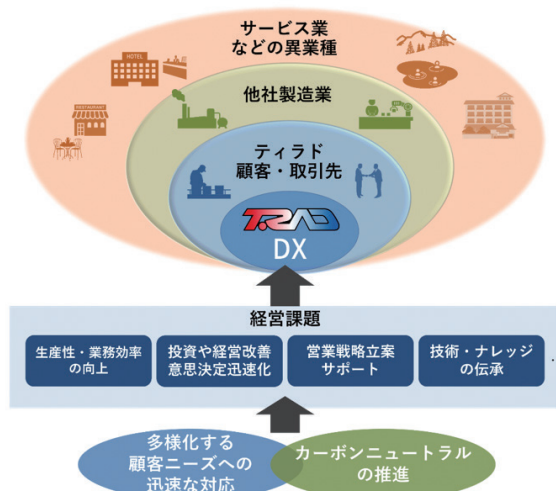 サービス業
などの異業種
HOTEL
RESTAURANT
他社製造業
ティラド
顧客・取引先
T.RAD
DX
経営課題
生産性・業務効率
の向上
投資や経営改善
意思決定迅速化
営業戦略立案
サポート
技術・ナレッジ
の伝承
多様化する
顧客ニーズへの
迅速な対応
カーボンニュートラル
の推進